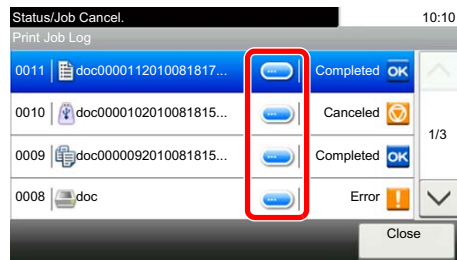 Status/Job Cancel. 10:10
Print Job Log
0011 doc0000112010081817... ... Completed OK
0010 doc0000102010081815... ... Canceled
1/3
0009 doc0000092010081815... ... Completed OK
0008 doc ... Error !
Close